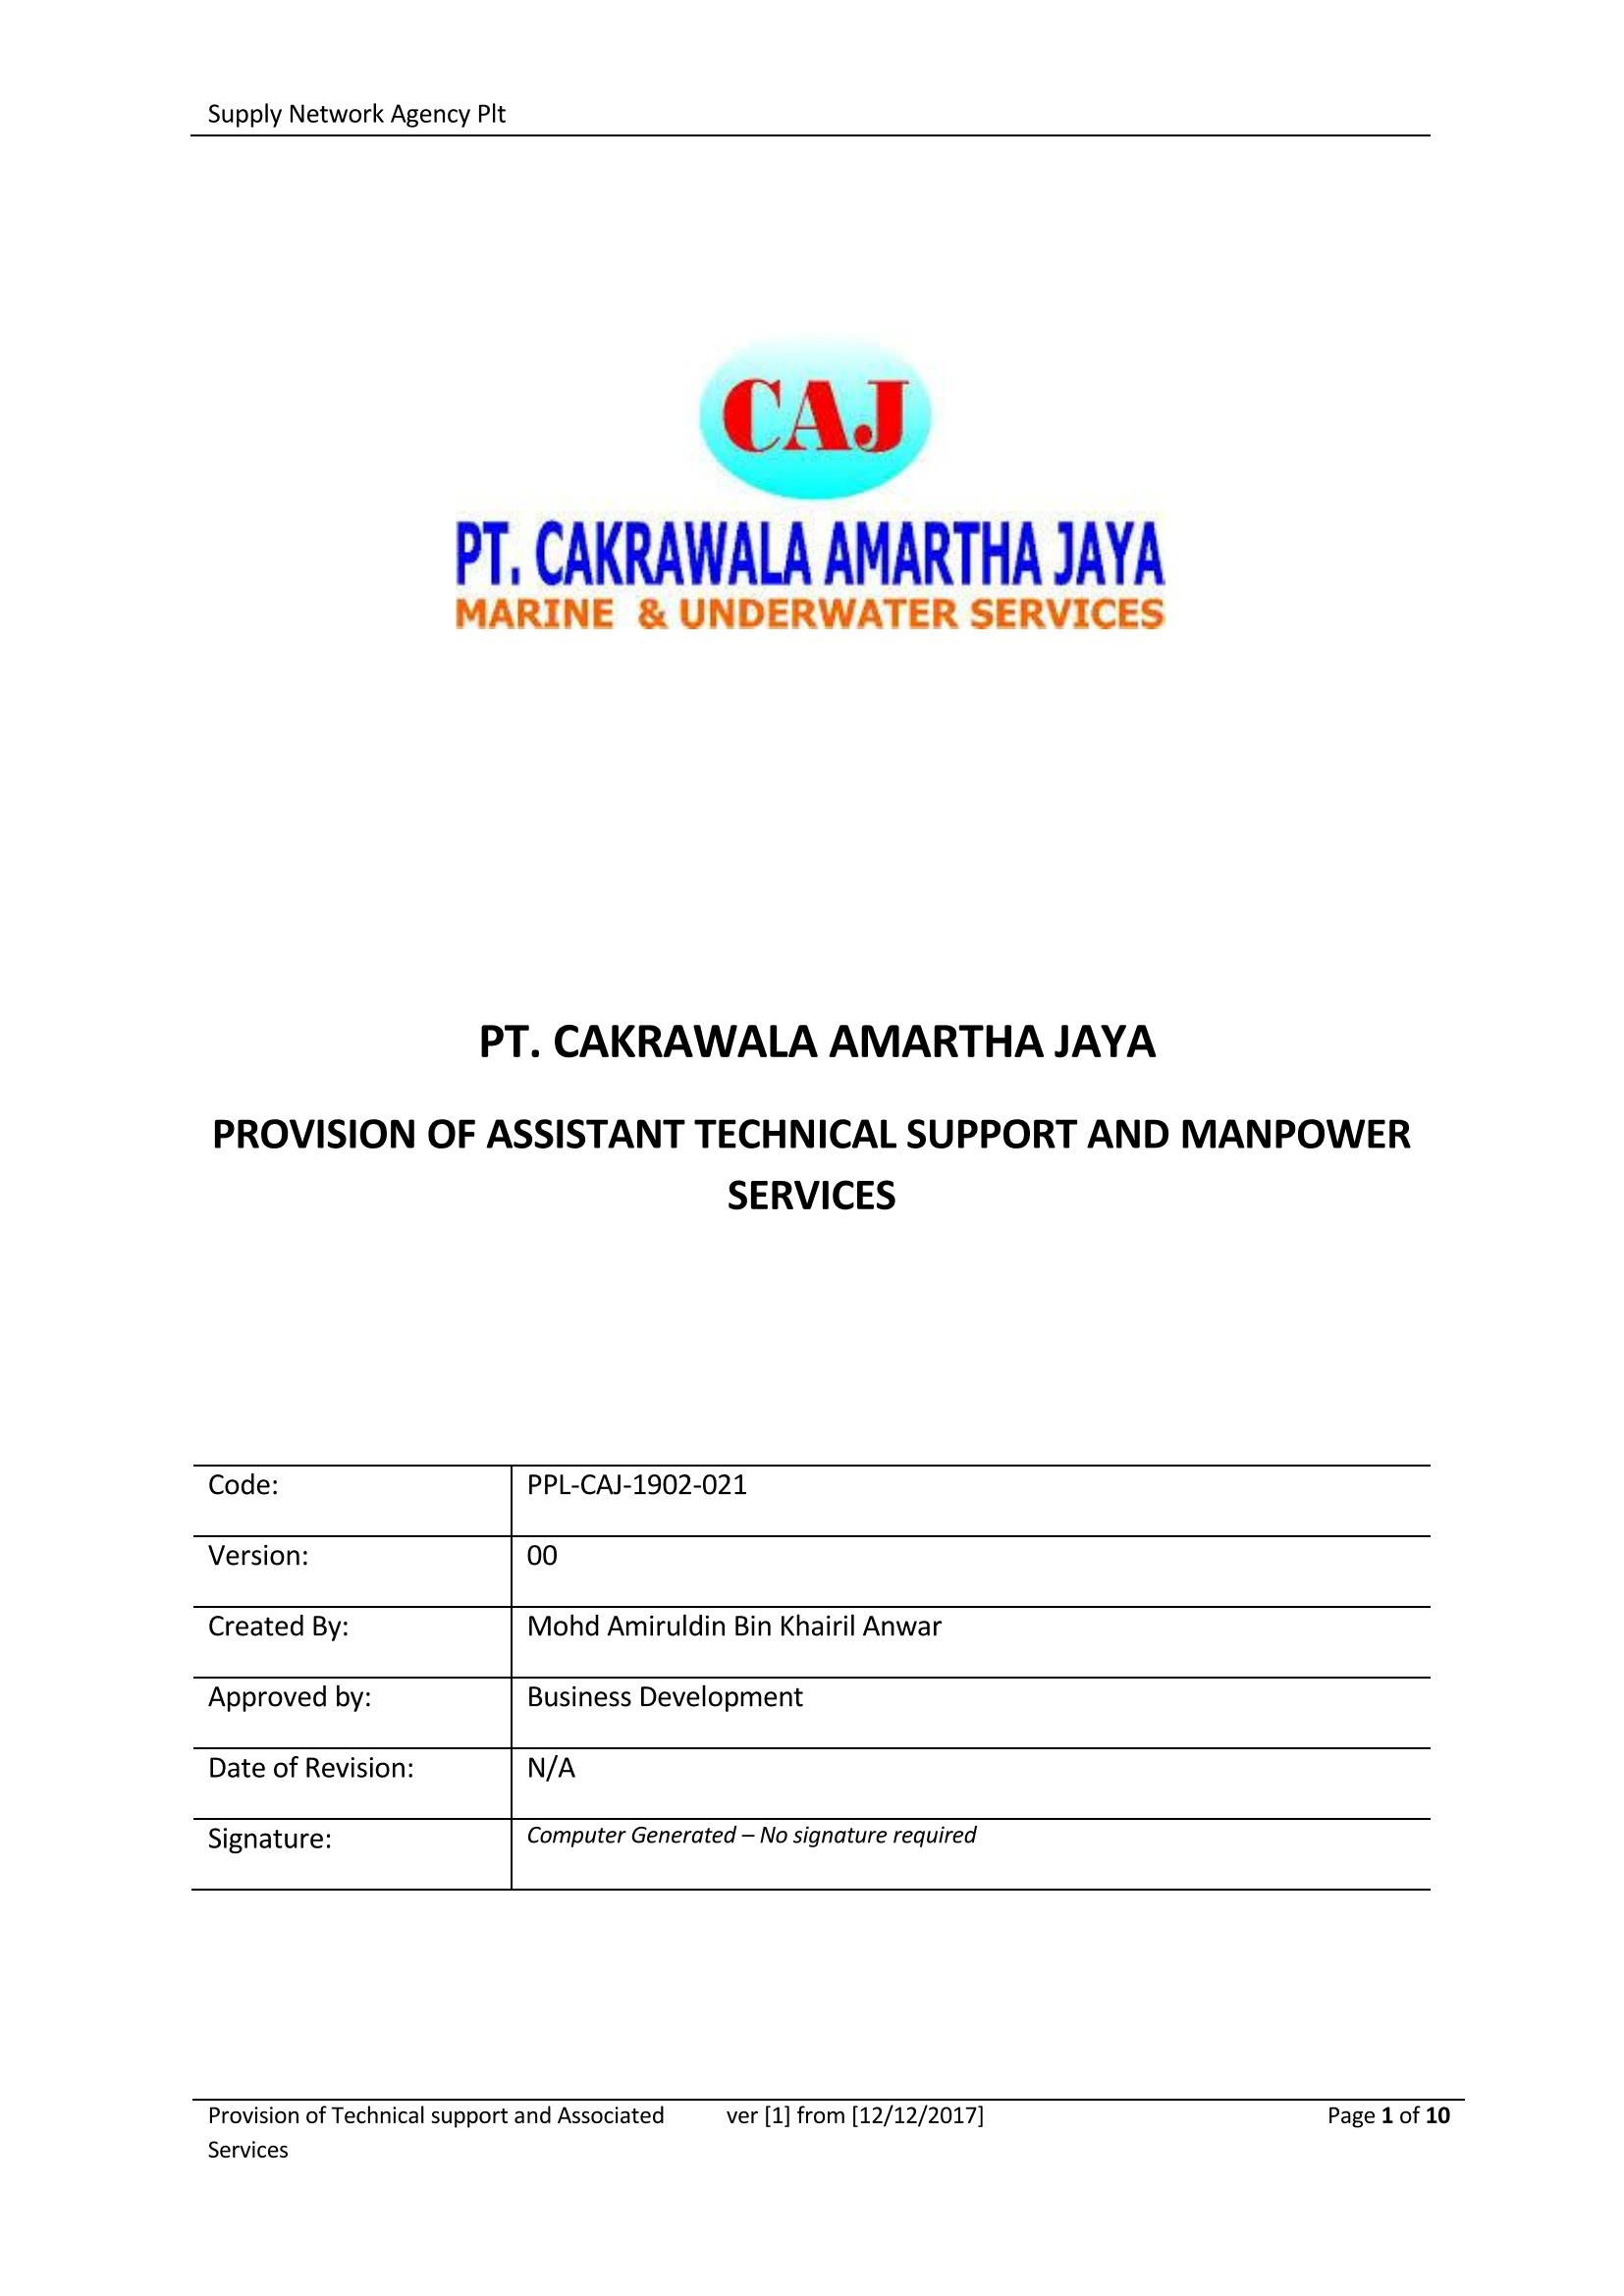 Supply Network Agency Plt
CAJ
PT. CAKRAWALA AMARTHA JAYA
MARINE & UNDERWATER SERVICES
PT. CAKRAWALA AMARTHA JAYA
PROVISION OF ASSISTANT TECHNICAL SUPPORT AND MANPOWER
SERVICES
Code: PPL-CAJ-1902-021
Version: 00
Created By: Mohd Amiruldin Bin Khairil Anwar
Approved by: Business Development
Date of Revision: N/A
Signature: Computer Generated – No signature required
Provision of Technical support and Associated ver [1] from [12/12/2017] Page 1 of 10
Services